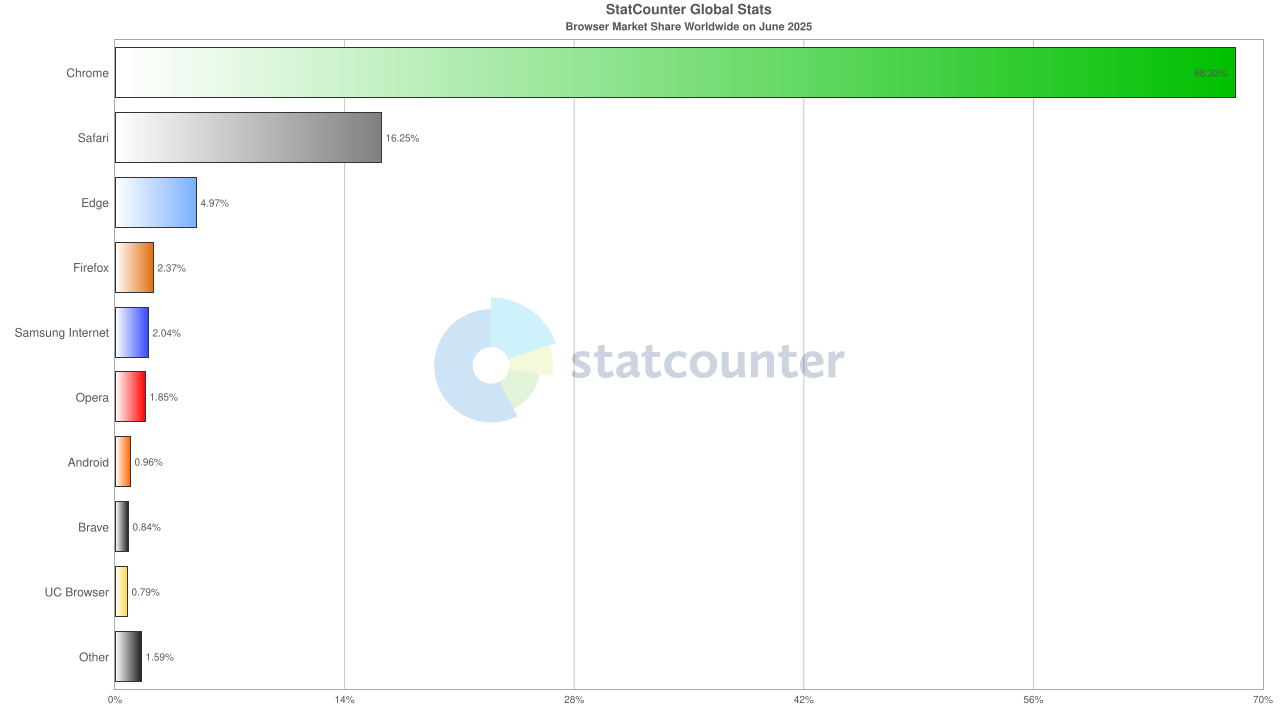 StatCounter Global Stats
Browser Market Share Worldwide on June 2025
Chrome 68.32%
Safari 16.25%
Edge 4.97%
Firefox 2.37%
Samsung Internet 2.04%
statcounter
Opera 1.85%
Android 0.96%
Brave 0.84%
UC Browser 0.79%
Other 1.59%
0% 14% 28% 42% 56% 70%